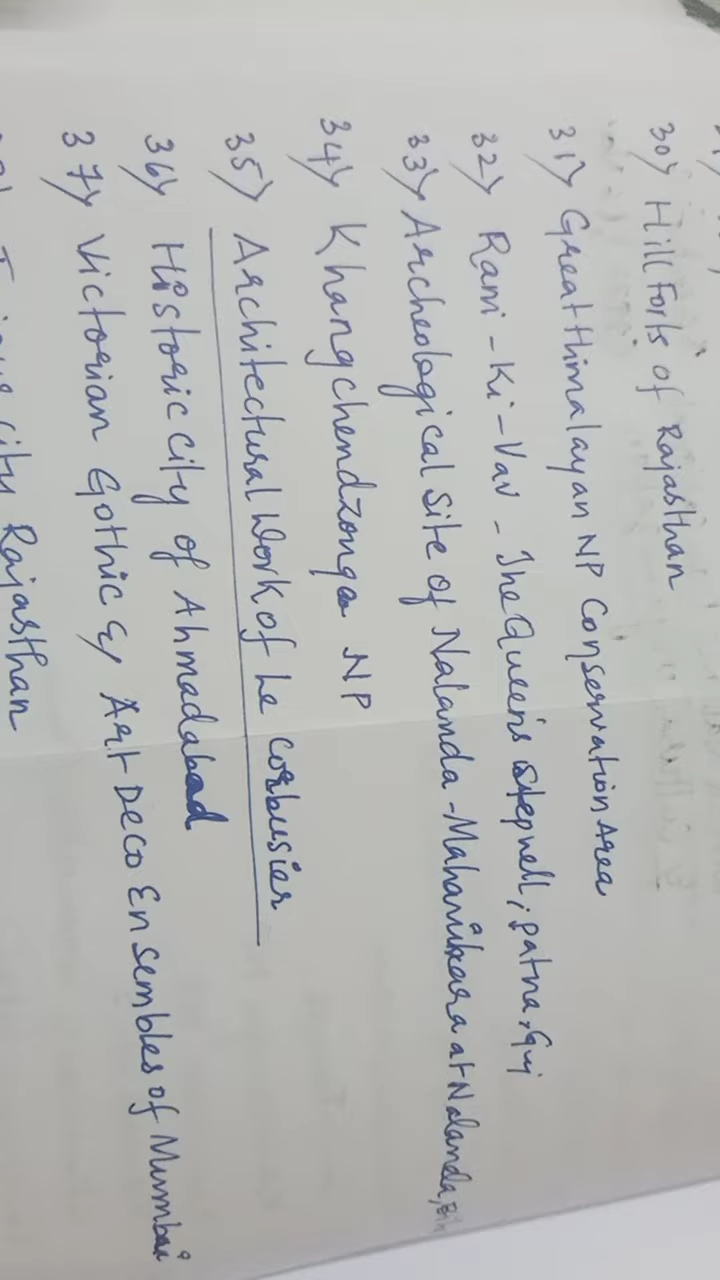 30) Hill Forts of Rajasthan
31) Great Himalayan NP Conservation Area
32) Rani-Ki-Vav - The Queen's Stepwell, Patna, Guj
33) Archeological Site of Nalanda-Mahavihara at Nalanda, Bih
34) Khangchendzonga NP
35) Architectural Work of Le Corbusier
36) Historic City of Ahmadabad
37) Victorian Gothic & Art Deco Ensembles of Mumbai
City Rajasthan